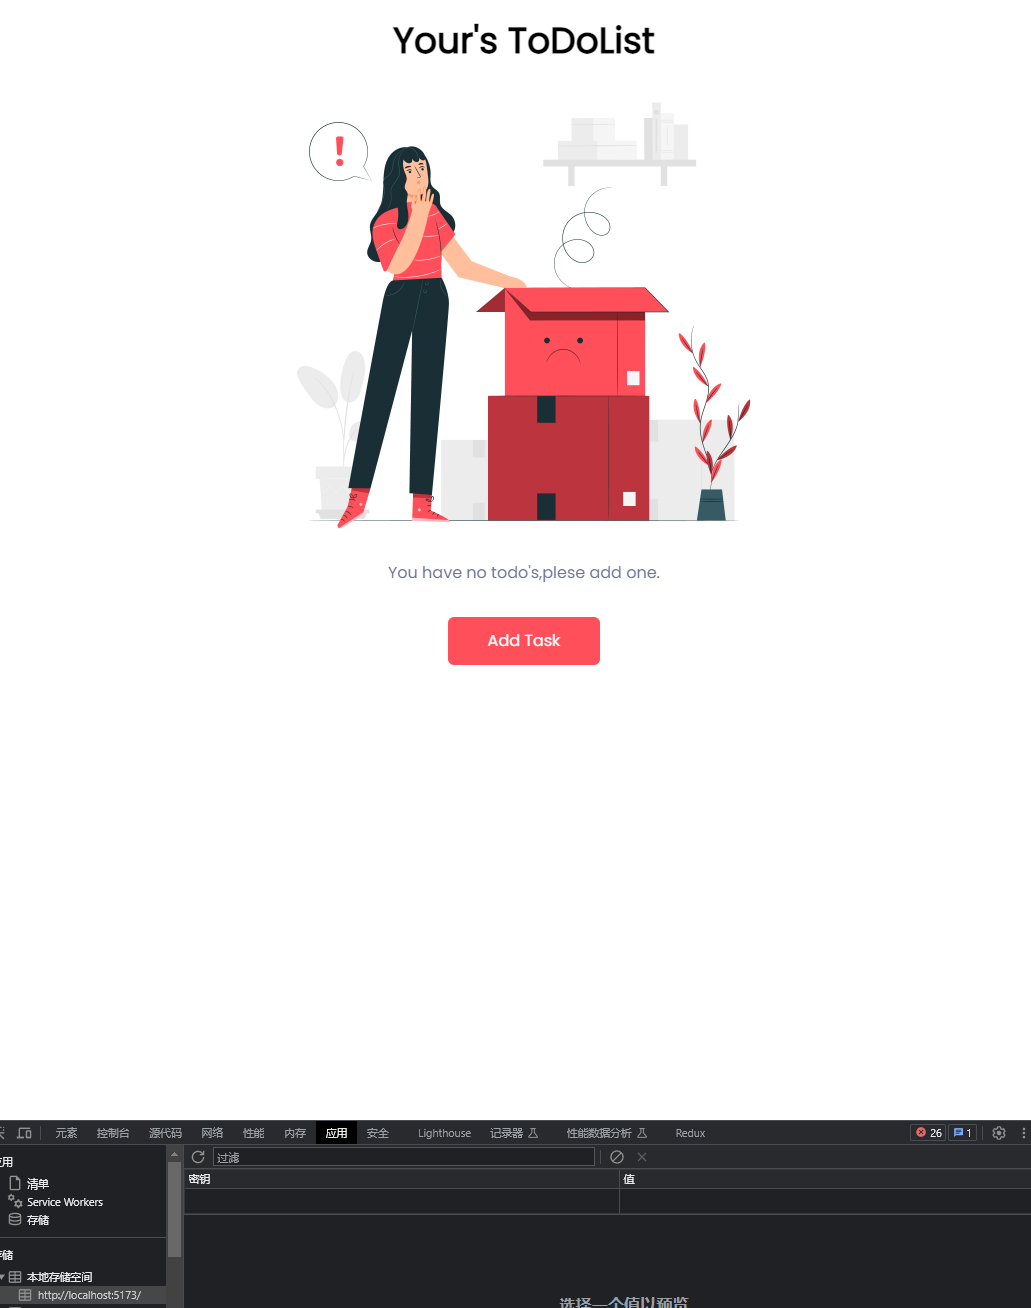 Your's ToDoList
!
You have no todo's,plese add one.
Add Task
元素 控制台 源代码 网络 性能 内存 应用 安全 Lighthouse 记录器 性能数据分析 Redux 26 1
应用
过滤
密钥 值
清单
Service Workers
存储
存储
本地存储空间
http://localhost:5173/
选择一个值以预览